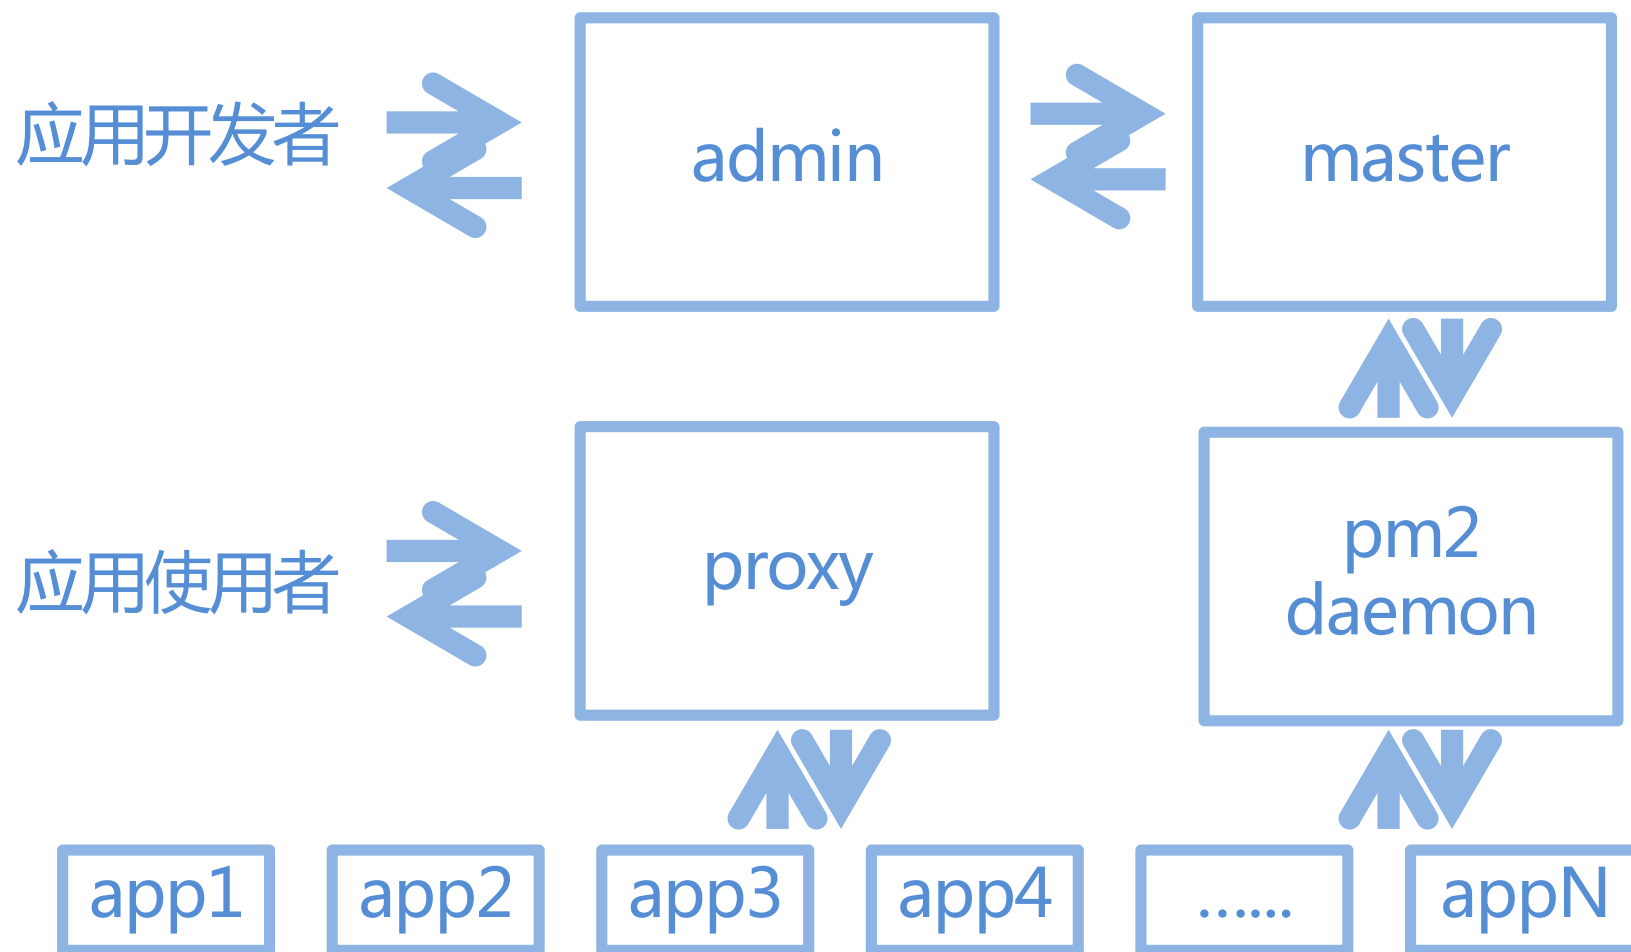 应用开发者
admin
master
应用使用者
proxy
pm2
daemon
app1
app2
app3
app4
......
appN